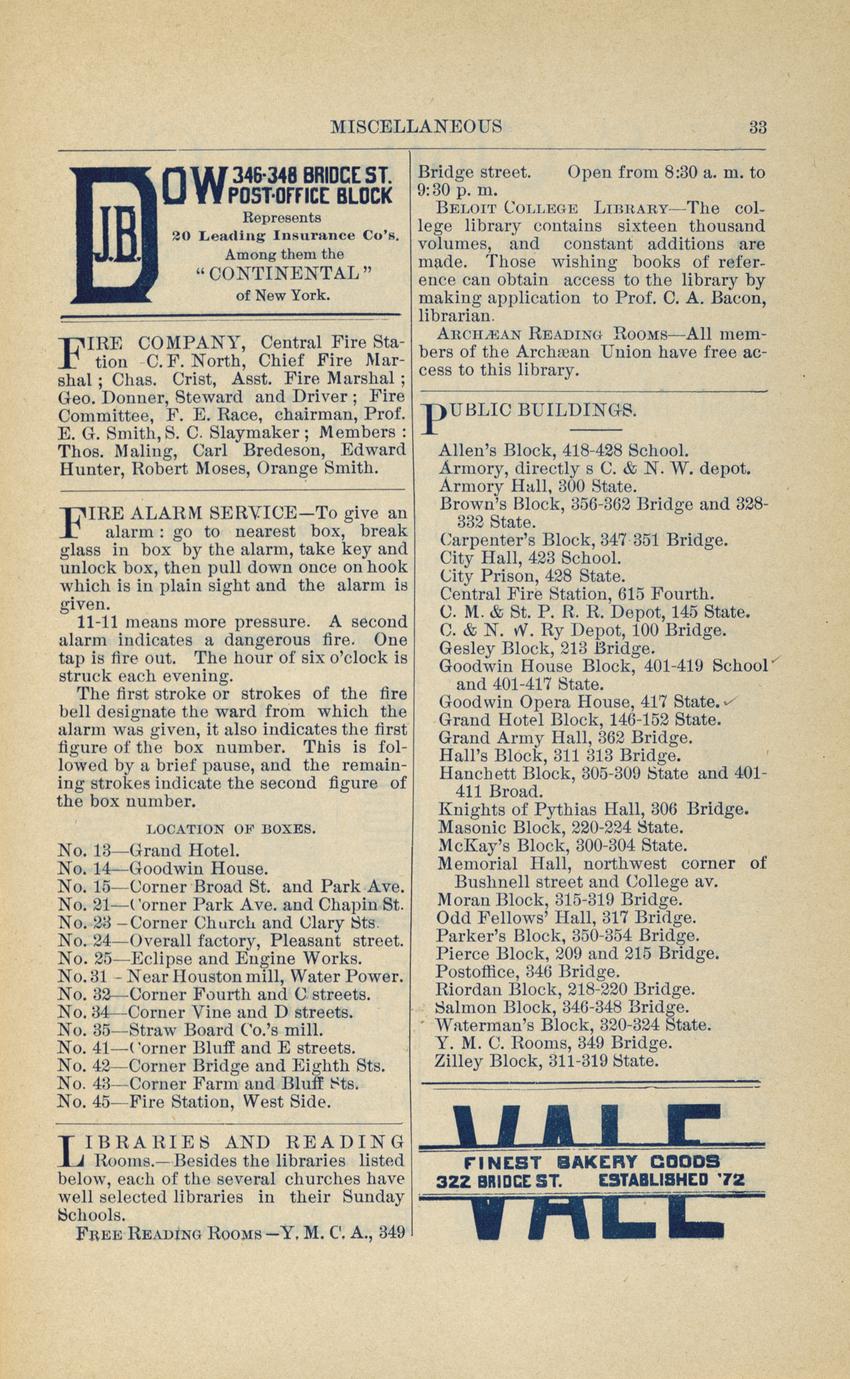 MISCELLANEOUS 33
DOW 346-348 BRIDGE ST.
J.B. POST-OFFICE BLOCK
Represents
20 Leading Insurance Co's.
Among them the
"CONTINENTAL"
of New York.
FIRE COMPANY, Central Fire Sta-
tion - C. F. North, Chief Fire Mar-
shal ; Chas. Crist, Asst. Fire Marshal ;
Geo. Donner, Steward and Driver ; Fire
Committee, F. E. Race, chairman, Prof.
E. G. Smith, S. C. Slaymaker ; Members :
Thos. Maling, Carl Bredeson, Edward
Hunter, Robert Moses, Orange Smith.
FIRE ALARM SERVICE—To give an
alarm : go to nearest box, break
glass in box by the alarm, take key and
unlock box, then pull down once on hook
which is in plain sight and the alarm is
given.
11-11 means more pressure. A second
alarm indicates a dangerous fire. One
tap is fire out. The hour of six o'clock is
struck each evening.
The first stroke or strokes of the fire
bell designate the ward from which the
alarm was given, it also indicates the first
figure of the box number. This is fol-
lowed by a brief pause, and the remain-
ing strokes indicate the second figure of
the box number.
LOCATION OF BOXES.
No. 13—Grand Hotel.
No. 14—Goodwin House.
No. 15—Corner Broad St. and Park Ave.
No. 21—Corner Park Ave. and Chapin St.
No. 23 –Corner Church and Clary Sts.
No. 24—Overall factory, Pleasant street.
No. 25—Eclipse and Engine Works.
No. 31 - Near Houston mill, Water Power.
No. 32—Corner Fourth and C streets.
No. 34—Corner Vine and D streets.
No. 35—Straw Board Co.'s mill.
No. 41—Corner Bluff and E streets.
No. 42—Corner Bridge and Eighth Sts.
No. 43—Corner Farm and Bluff Sts.
No. 45—Fire Station, West Side.
LIBRARIES AND READING
Rooms.—Besides the libraries listed
below, each of the several churches have
well selected libraries in their Sunday
Schools.
FREE READING ROOMS—Y. M. C. A., 349
Bridge street. Open from 8:30 a. m. to
9:30 p. m.
BELOIT COLLEGE LIBRARY—The col-
lege library contains sixteen thousand
volumes, and constant additions are
made. Those wishing books of refer-
ence can obtain access to the library by
making application to Prof. C. A. Bacon,
librarian.
ARCHÆAN READING ROOMS—All mem-
bers of the Archæan Union have free ac-
cess to this library.
PUBLIC BUILDINGS.
Allen's Block, 418-428 School.
Armory, directly s C. & N. W. depot.
Armory Hall, 300 State.
Brown's Block, 356-362 Bridge and 328-
332 State.
Carpenter's Block, 347 351 Bridge.
City Hall, 423 School.
City Prison, 428 State.
Central Fire Station, 615 Fourth.
C. M. & St. P. R. R. Depot, 145 State.
C. & N. W. Ry Depot, 100 Bridge.
Gesley Block, 213 Bridge.
Goodwin House Block, 401-419 School
and 401-417 State.
Goodwin Opera House, 417 State.
Grand Hotel Block, 146-152 State.
Grand Army Hall, 362 Bridge.
Hall's Block, 311 313 Bridge.
Hanchett Block, 305-309 State and 401-
411 Broad.
Knights of Pythias Hall, 306 Bridge.
Masonic Block, 220-224 State.
McKay's Block, 300-304 State.
Memorial Hall, northwest corner of
Bushnell street and College av.
Moran Block, 315-319 Bridge.
Odd Fellows' Hall, 317 Bridge.
Parker's Block, 350-354 Bridge.
Pierce Block, 209 and 215 Bridge.
Postoffice, 346 Bridge.
Riordan Block, 218-220 Bridge.
Salmon Block, 346-348 Bridge.
Waterman's Block, 320-324 State.
Y. M. C. Rooms, 349 Bridge.
Zilley Block, 311-319 State.
VALE
FINEST BAKERY GOODS
322 BRIDGE ST. ESTABLISHED '72